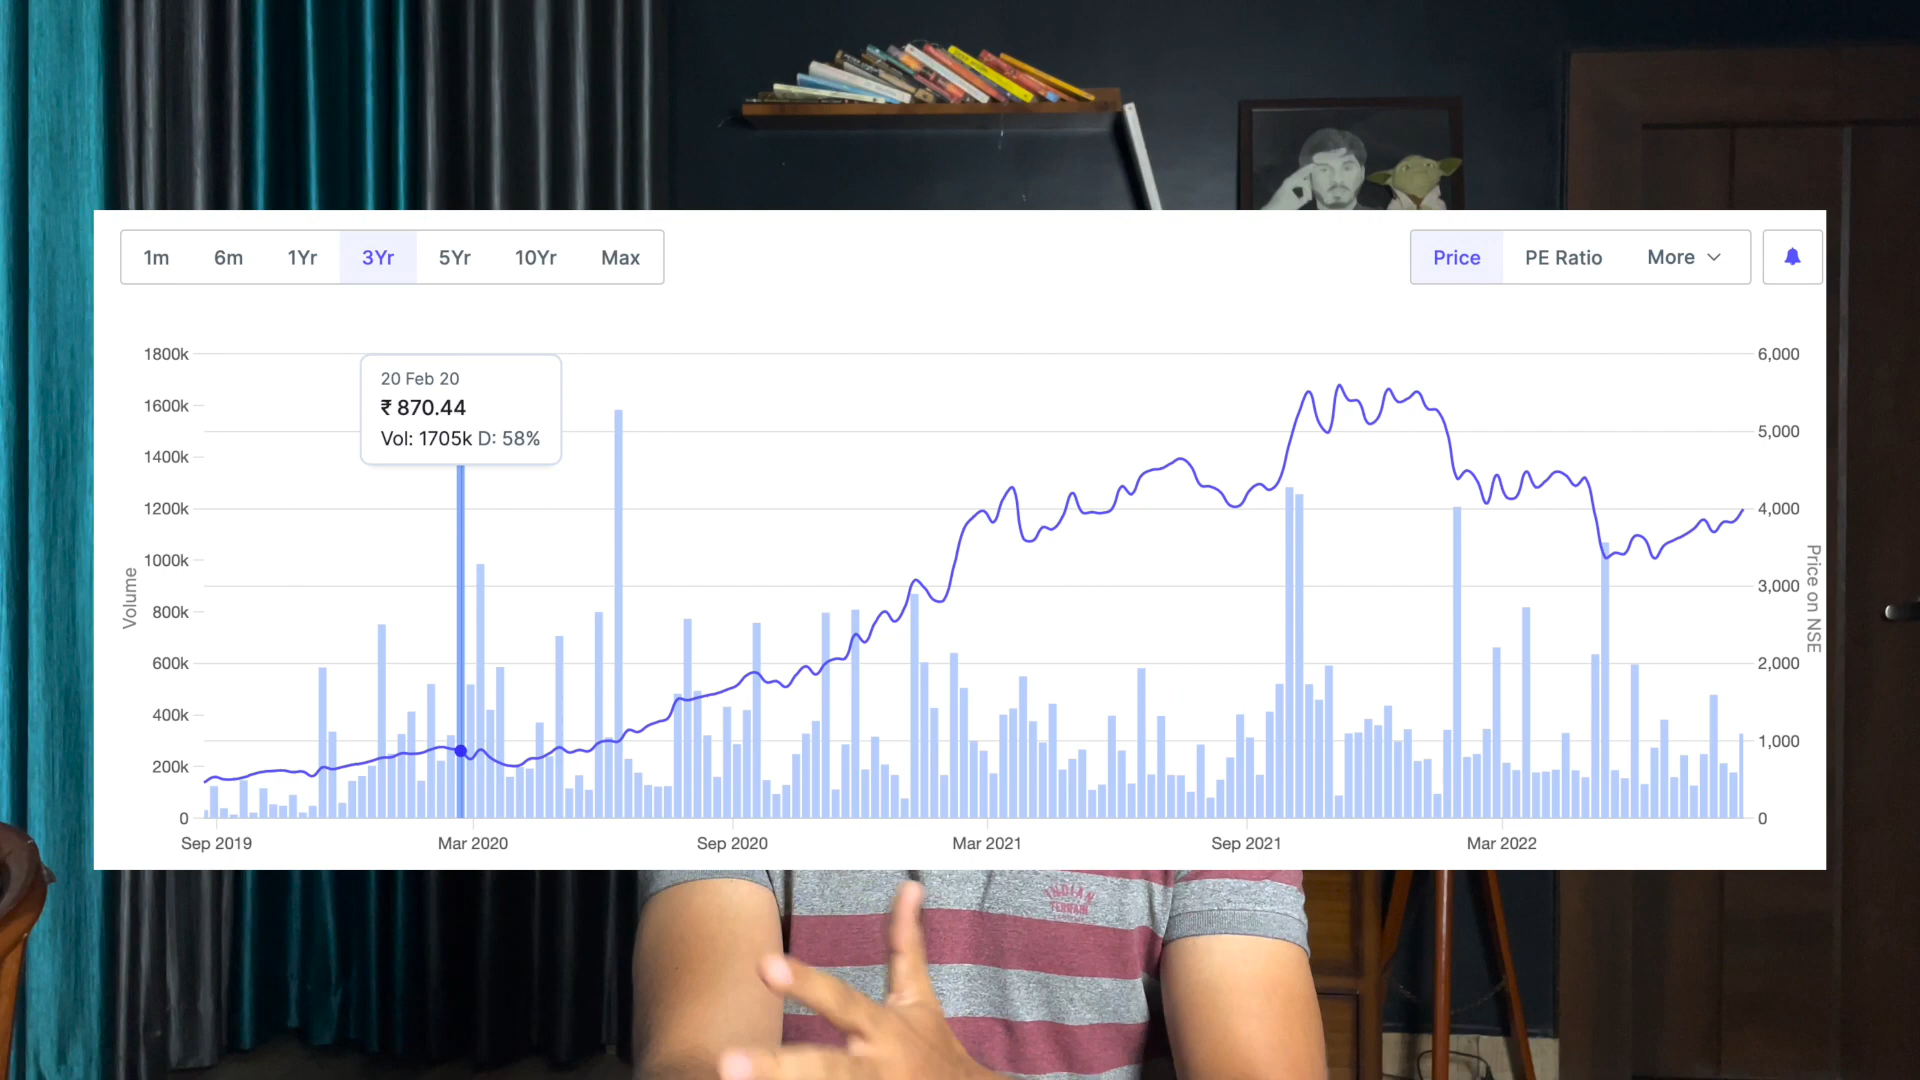 1m 6m 1Yr 3Yr 5Yr 10Yr Max
Price PE Ratio More
1800k
1600k
1400k
1200k
1000k
800k
600k
400k
200k
0
Volume
20 Feb 20
₹ 870.44
Vol: 1705k D: 58%
6,000
5,000
4,000
3,000
2,000
1,000
0
Price on NSE
Sep 2019 Mar 2020 Sep 2020 Mar 2021 Sep 2021 Mar 2022
INDIAN
TERRAIN